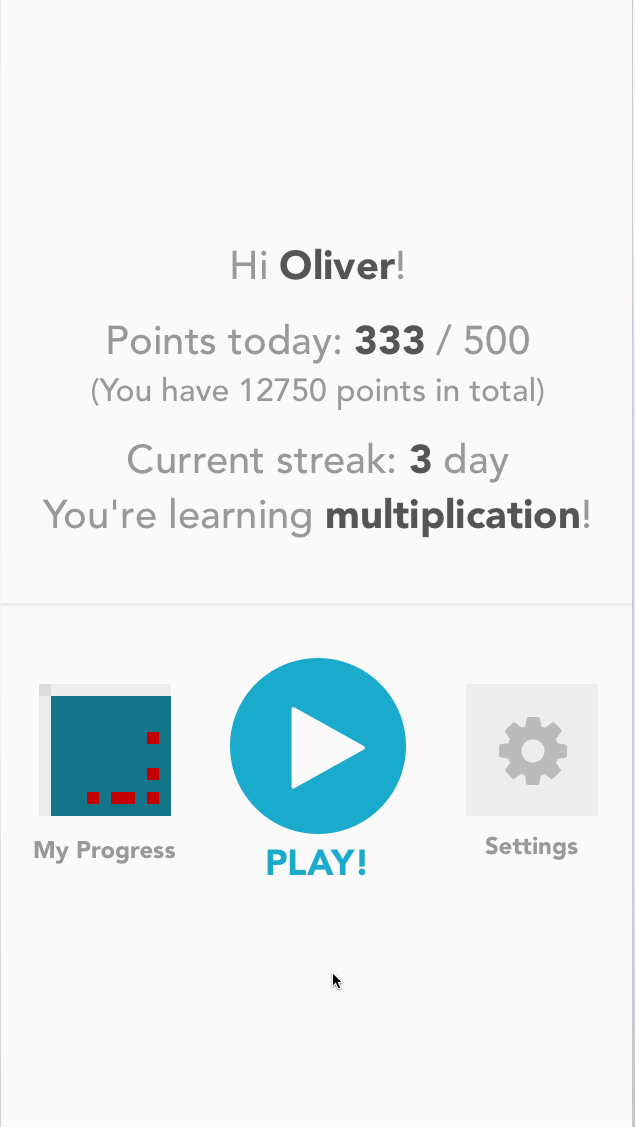 Hi Oliver!
Points today: 333 / 500
(You have 12750 points in total)
Current streak: 3 day
You're learning multiplication!
My Progress
PLAY!
Settings